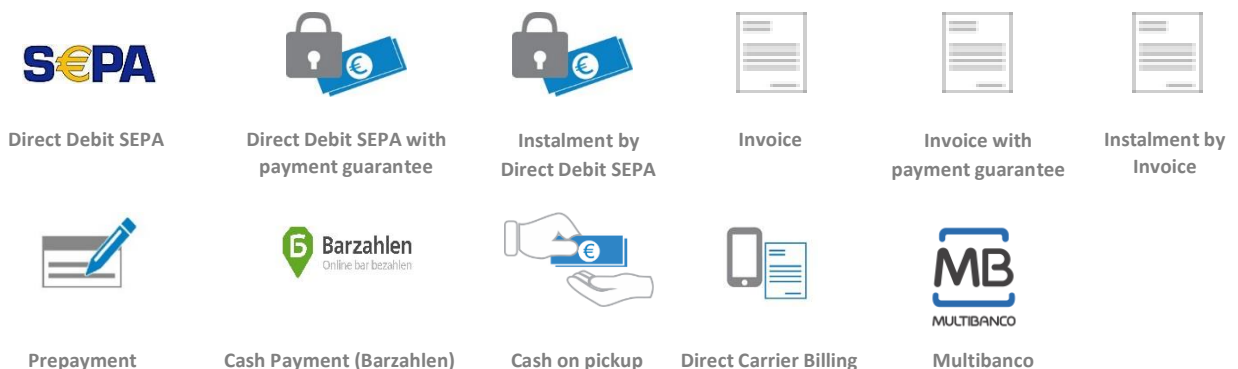 S€PA
€
€
Direct Debit SEPA
Direct Debit SEPA with
payment guarantee
Instalment by
Direct Debit SEPA
Invoice
Invoice with
payment guarantee
Instalment by
Invoice
Barzahlen
Online bar bezahlen
€
MB
MULTIBANCO
Prepayment
Cash Payment (Barzahlen)
Cash on pickup
Direct Carrier Billing
Multibanco